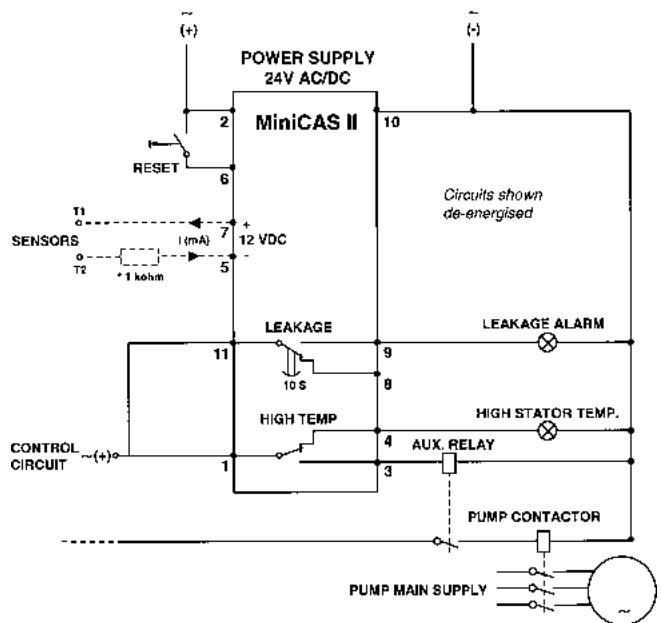 ~
(+)
~
(-)
POWER SUPPLY
24V AC/DC
2
MiniCAS II
10
RESET
6
Circuits shown
de-energised
T1
7
+
12 VDC
SENSORS
I (mA)
T2
* 1 kohm
5
-
LEAKAGE
LEAKAGE ALARM
11
9
10 S
8
HIGH TEMP
HIGH STATOR TEMP.
4
AUX. RELAY
CONTROL
CIRCUIT
~(+)
1
3
PUMP CONTACTOR
PUMP MAIN SUPPLY
~